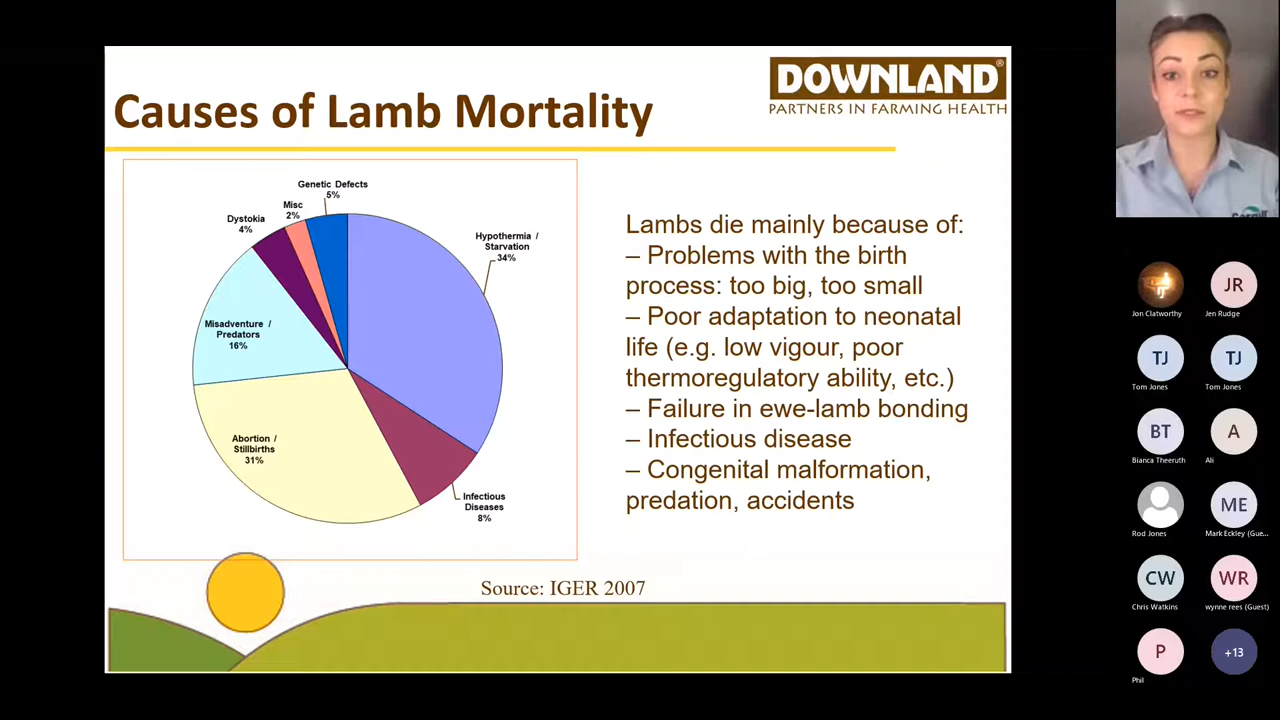 DOWNLAND®
PARTNERS IN FARMING HEALTH
Causes of Lamb Mortality
Genetic Defects
5%
Misc
2%
Dystokia
4%
Hypothermia /
Starvation
34%
Misadventure /
Predators
16%
Abortion /
Stillbirths
31%
Infectious
Diseases
8%
Lambs die mainly because of:
– Problems with the birth
process: too big, too small
– Poor adaptation to neonatal
life (e.g. low vigour, poor
thermoregulatory ability, etc.)
– Failure in ewe-lamb bonding
– Infectious disease
– Congenital malformation,
predation, accidents
Source: IGER 2007
Cargill
Jon Clatworthy
JR
Jen Rudge
TJ
Tom Jones
TJ
Tom Jones
BT
Bianca Theeruth
A
Ali
Rod Jones
ME
Mark Eckley (Gue...
CW
Chris Watkins
WR
wynne rees (Guest)
P
Phil
+13